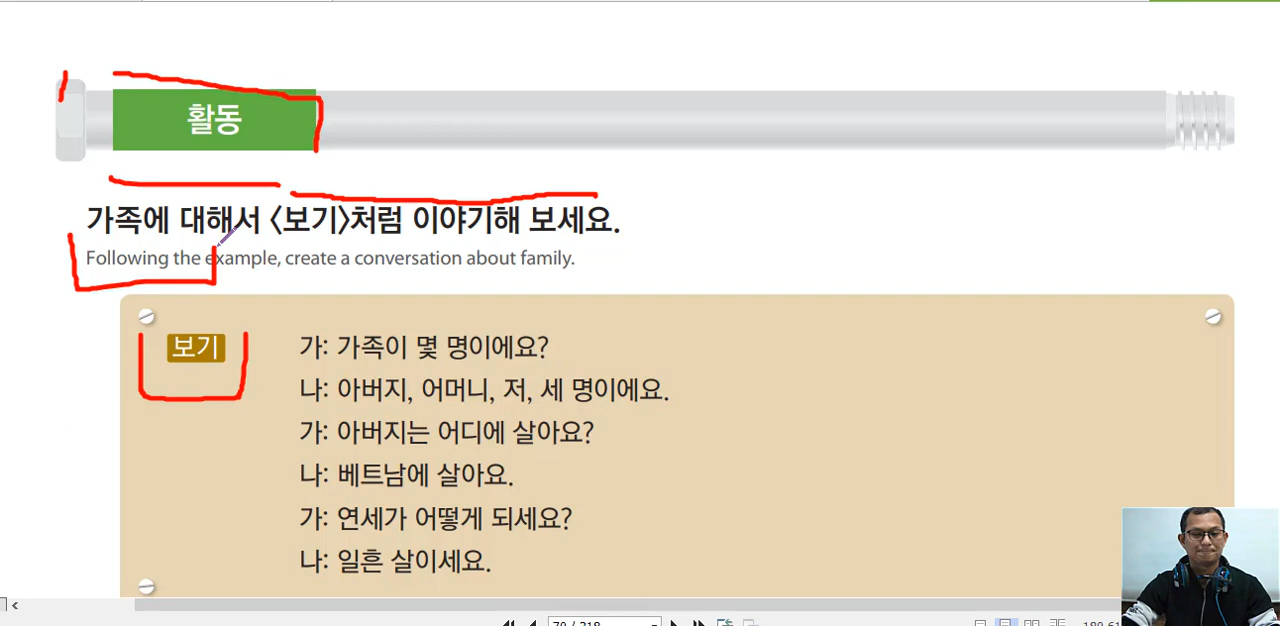 활동
가족에 대해서 〈보기〉처럼 이야기해 보세요.
Following the example, create a conversation about family.
보기
가: 가족이 몇 명이에요?
나: 아버지, 어머니, 저, 세 명이에요.
가: 아버지는 어디에 살아요?
나: 베트남에 살아요.
가: 연세가 어떻게 되세요?
나: 일흔 살이세요.